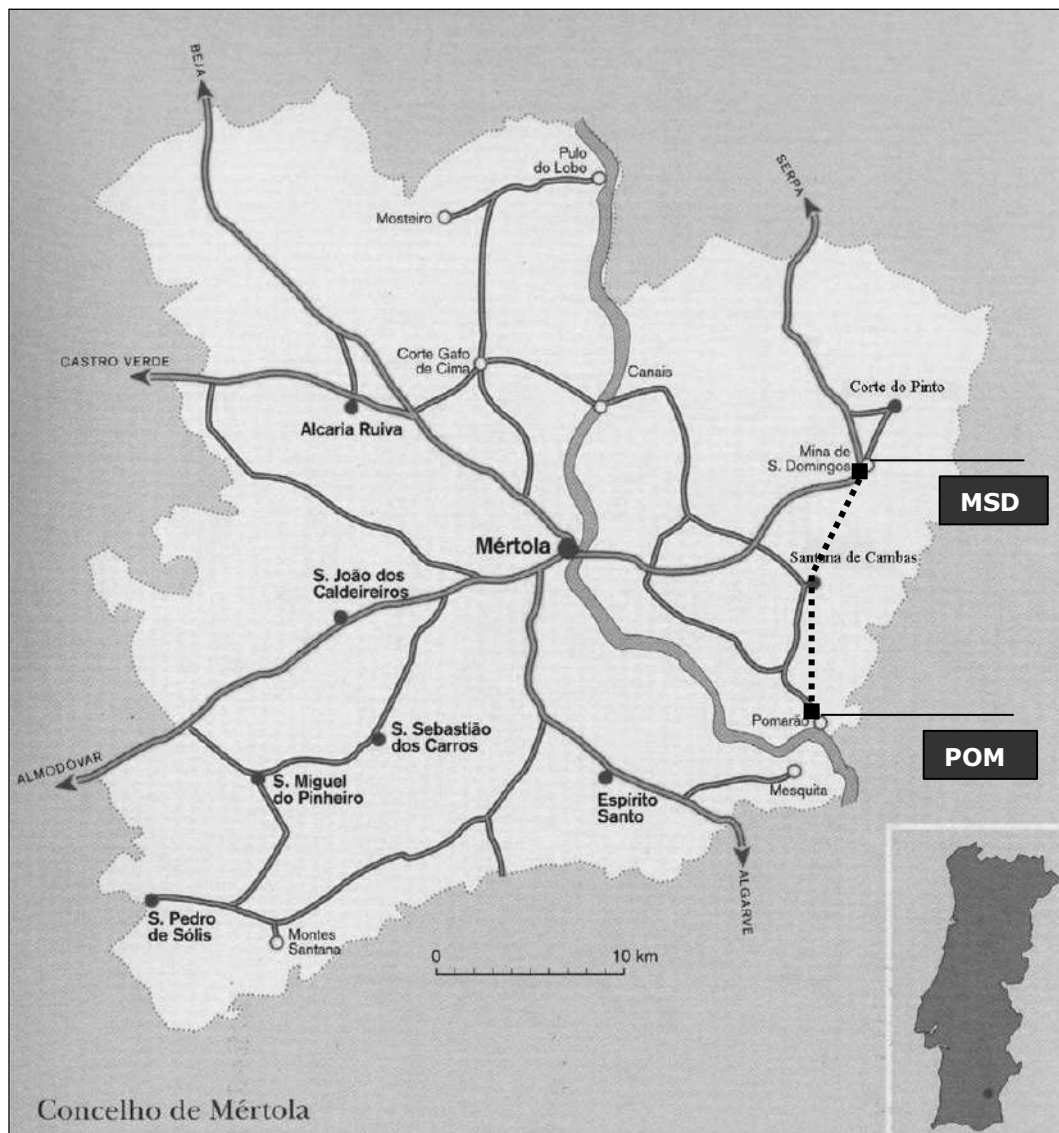 BEJA
Pulo
do Lobo
SERPA
Mosteiro
CASTRO VERDE
Corte Gafo
de Cima
Canais
Corte do Pinto
Alcaria Ruiva
Mina de
S. Domingos
MSD
Mértola
Santana de Cambas
S. João dos
Caldeireiros
Pomarão
POM
S. Sebastião
dos Carros
ALMODÓVAR
S. Miguel
do Pinheiro
Espírito
Santo
Mesquita
ALGARVE
S. Pedro
de Sólis
Montes
Santana
0 10 km
Concelho de Mértola